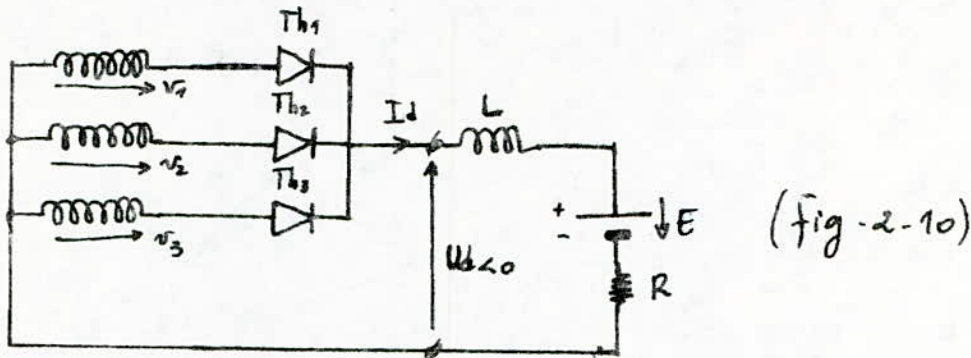 Th1
v1
Th2
Id
L
v2
Th3
+
-
E
(fig-2-10)
v3
Ud<0
R